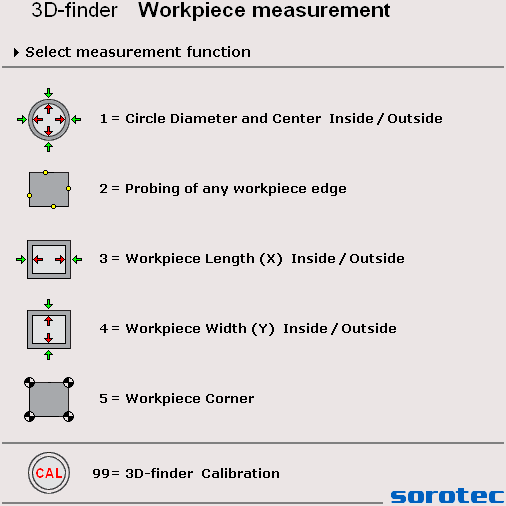 3D-finder Workpiece measurement
Select measurement function
1 = Circle Diameter and Center Inside / Outside
2 = Probing of any workpiece edge
3 = Workpiece Length (X) Inside / Outside
4 = Workpiece Width (Y) Inside / Outside
5 = Workpiece Corner
CAL 99= 3D-finder Calibration
sorotec